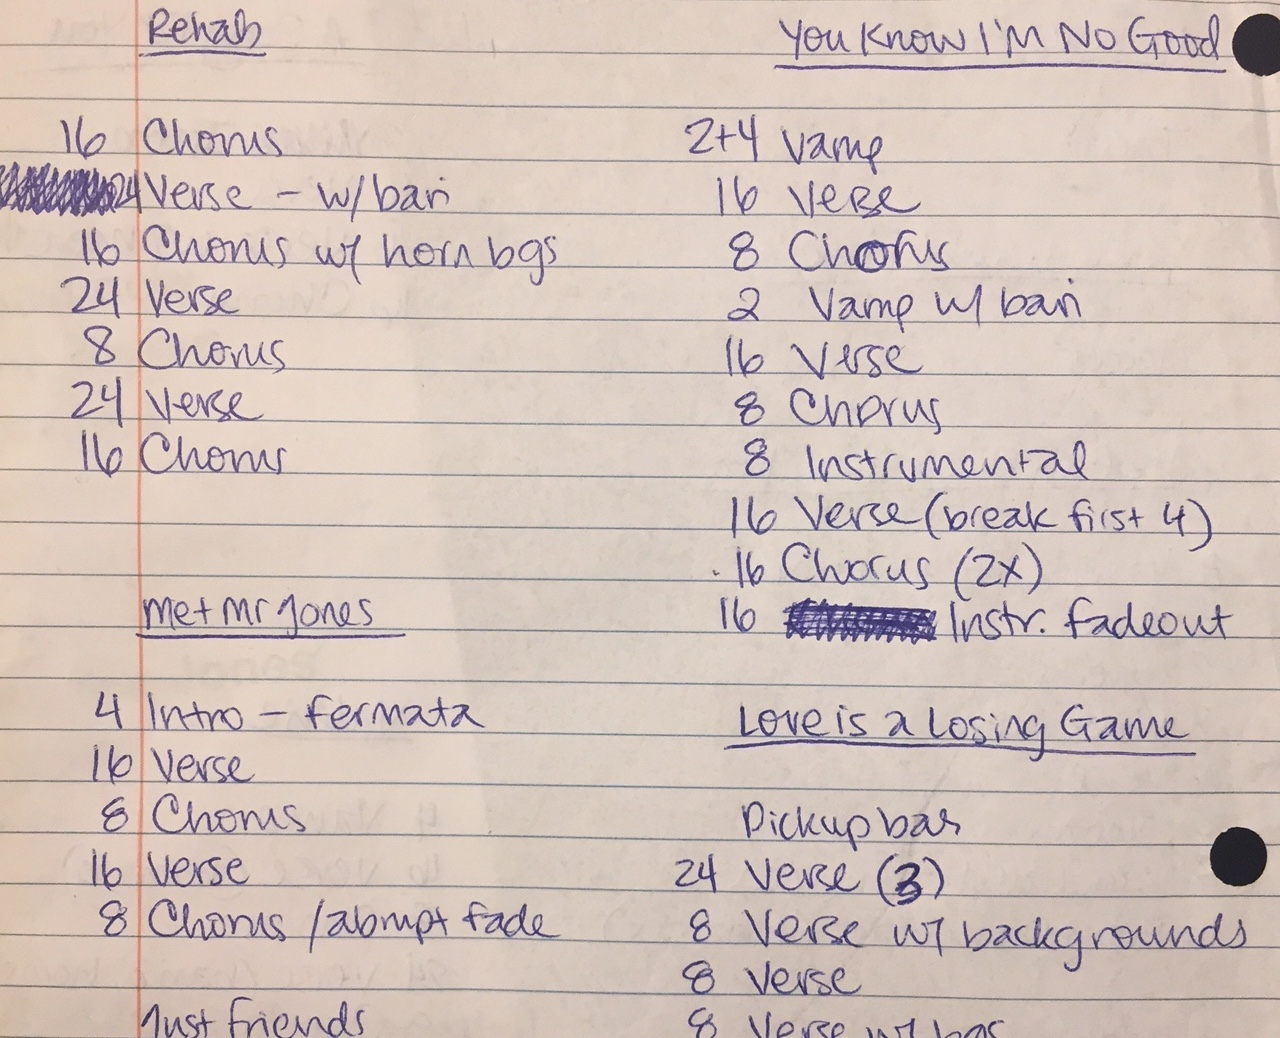 Rehab
16 Chorus
24 Verse - w/ bari
16 Chorus w/ horn bgs
24 Verse
8 Chorus
24 Verse
16 Chorus
Met Mr Jones
4 Intro - fermata
16 Verse
8 Chorus
16 Verse
8 Chorus / abrupt fade
Just Friends
You Know I'm No Good
2+4 Vamp
16 Verse
8 Chorus
2 Vamp w/ bari
16 Verse
8 Chorus
8 Instrumental
16 Verse (break first 4)
16 Chorus (2x)
16 Instr. fadeout
Love is a Losing Game
Pickup bar
24 Verse (3)
8 Verse w/ backgrounds
8 Verse
8 Verse w/ bgs